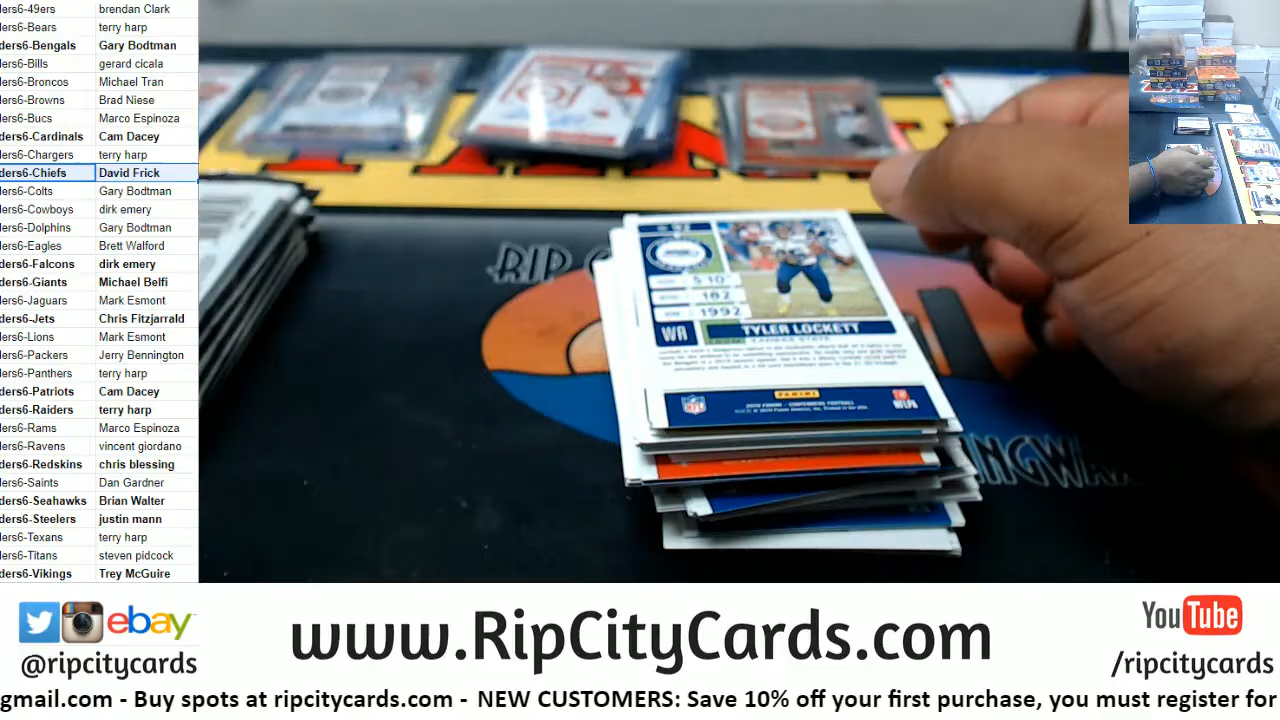 ders6-49ers brendan Clark
ders6-Bears terry harp
ders6-Bengals Gary Bodtman
ders6-Bills gerard cicala
ders6-Broncos Michael Tran
ders6-Browns Brad Niese
ders6-Bucs Marco Espinoza
ders6-Cardinals Cam Dacey
ders6-Chargers terry harp
ders6-Chiefs David Frick
ders6-Colts Gary Bodtman
ders6-Cowboys dirk emery
ders6-Dolphins Gary Bodtman
ders6-Eagles Brett Walford
ders6-Falcons dirk emery
ders6-Giants Michael Belfi
ders6-Jaguars Mark Esmont
ders6-Jets Chris Fitzjarrald
ders6-Lions Mark Esmont
ders6-Packers Jerry Bennington
ders6-Panthers terry harp
ders6-Patriots Cam Dacey
ders6-Raiders terry harp
ders6-Rams Marco Espinoza
ders6-Ravens vincent giordano
ders6-Redskins chris blessing
ders6-Saints Dan Gardner
ders6-Seahawks Brian Walter
ders6-Steelers justin mann
ders6-Texans terry harp
ders6-Titans steven pidcock
ders6-Vikings Trey McGuire
RIP
5'10"
182
1992
WR
TYLER LOCKETT
KANSAS STATE
PANINI
NFL
NFLPA
ebay
@ripcitycards
www.RipCityCards.com
YouTube
/ripcitycards
gmail.com - Buy spots at ripcitycards.com - NEW CUSTOMERS: Save 10% off your first purchase, you must register for